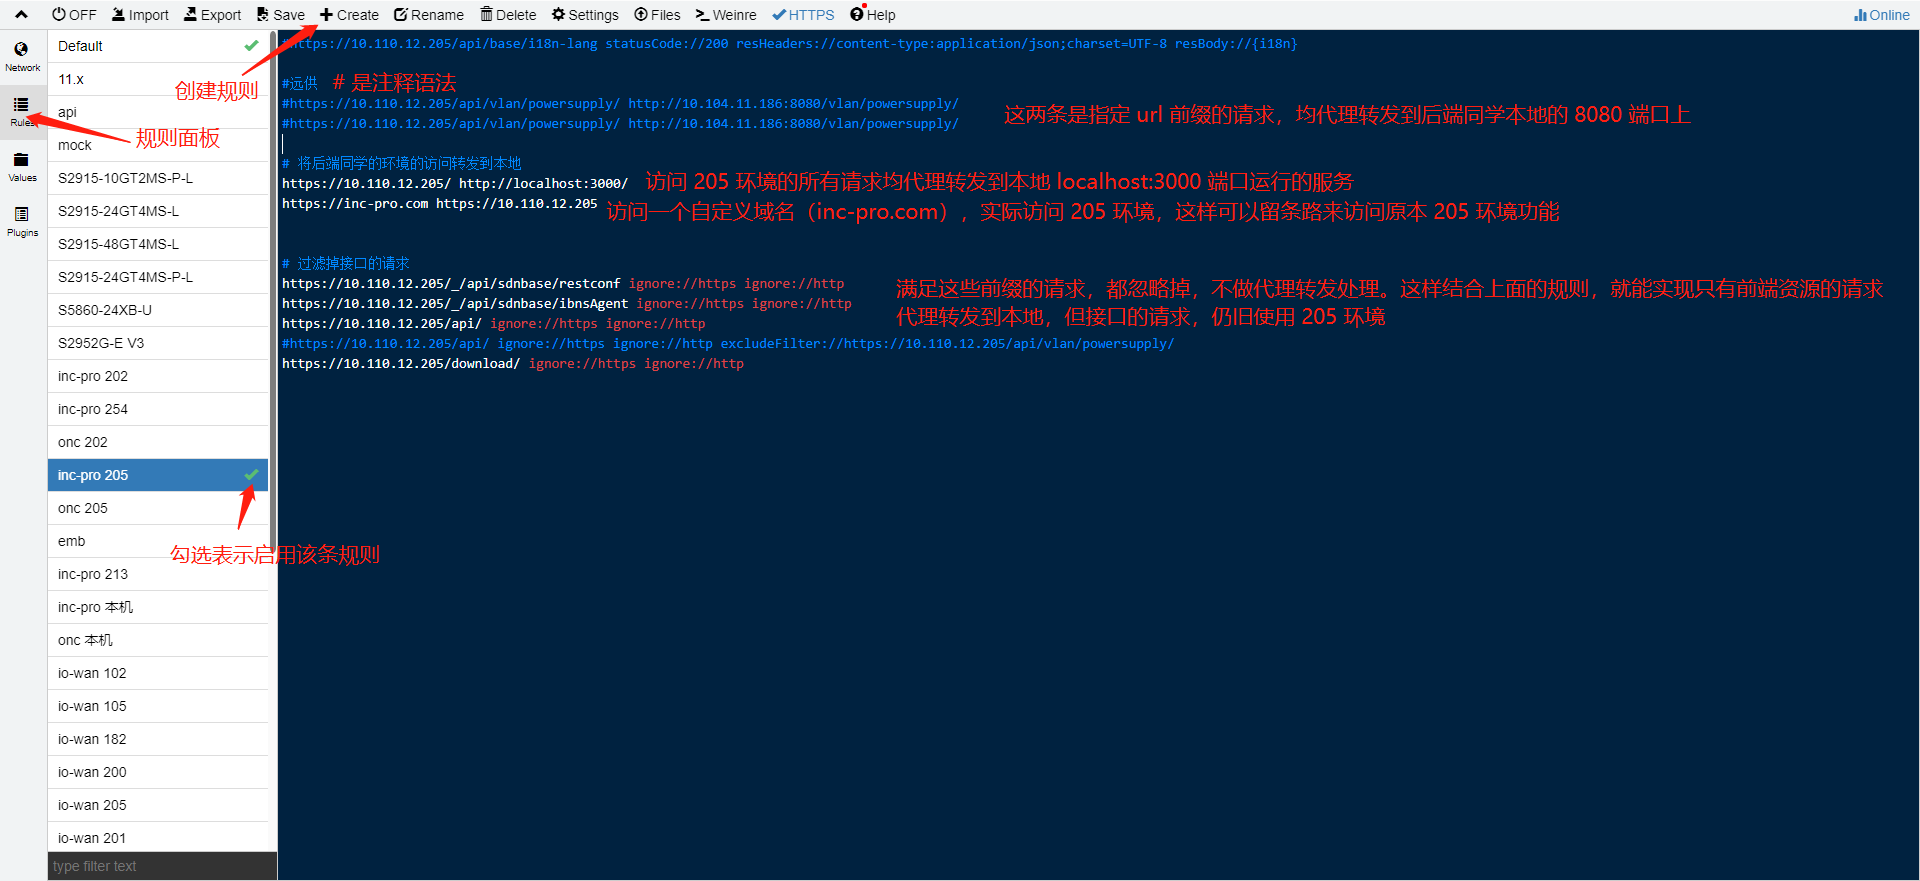 OFF Import Export Save Create Rename Delete Settings Files Weinre HTTPS Help Online
Network
Rules
Values
Plugins
Default
11.x
api
mock
S2915-10GT2MS-P-L
S2915-24GT4MS-L
S2915-48GT4MS-L
S2915-24GT4MS-P-L
S5860-24XB-U
S2952G-E V3
inc-pro 202
inc-pro 254
onc 202
inc-pro 205
onc 205
emb
inc-pro 213
inc-pro 本机
onc 本机
io-wan 102
io-wan 105
io-wan 182
io-wan 200
io-wan 205
io-wan 201
type filter text
创建规则
规则面板
勾选表示启用该条规则
#https://10.110.12.205/api/base/i18n-lang statusCode://200 resHeaders://content-type:application/json;charset=UTF-8 resBody://{i18n}
#远供 # 是注释语法
#https://10.110.12.205/api/vlan/powersupply/ http://10.104.11.186:8080/vlan/powersupply/
#https://10.110.12.205/api/vlan/powersupply/ http://10.104.11.186:8080/vlan/powersupply/
这两条是指定 url 前缀的请求，均代理转发到后端同学本地的 8080 端口上
# 将后端同学的环境的访问转发到本地
https://10.110.12.205/ http://localhost:3000/ 访问 205 环境的所有请求均代理转发到本地 localhost:3000 端口运行的服务
https://inc-pro.com https://10.110.12.205 访问一个自定义域名（inc-pro.com），实际访问 205 环境，这样可以留条路来访问原本 205 环境功能
# 过滤掉接口的请求
https://10.110.12.205/_/api/sdnbase/restconf ignore://https ignore://http
https://10.110.12.205/_/api/sdnbase/ibnsAgent ignore://https ignore://http
https://10.110.12.205/api/ ignore://https ignore://http
#https://10.110.12.205/api/ ignore://https ignore://http excludeFilter://https://10.110.12.205/api/vlan/powersupply/
https://10.110.12.205/download/ ignore://https ignore://http
满足这些前缀的请求，都忽略掉，不做代理转发处理。这样结合上面的规则，就能实现只有前端资源的请求
代理转发到本地，但接口的请求，仍旧使用 205 环境